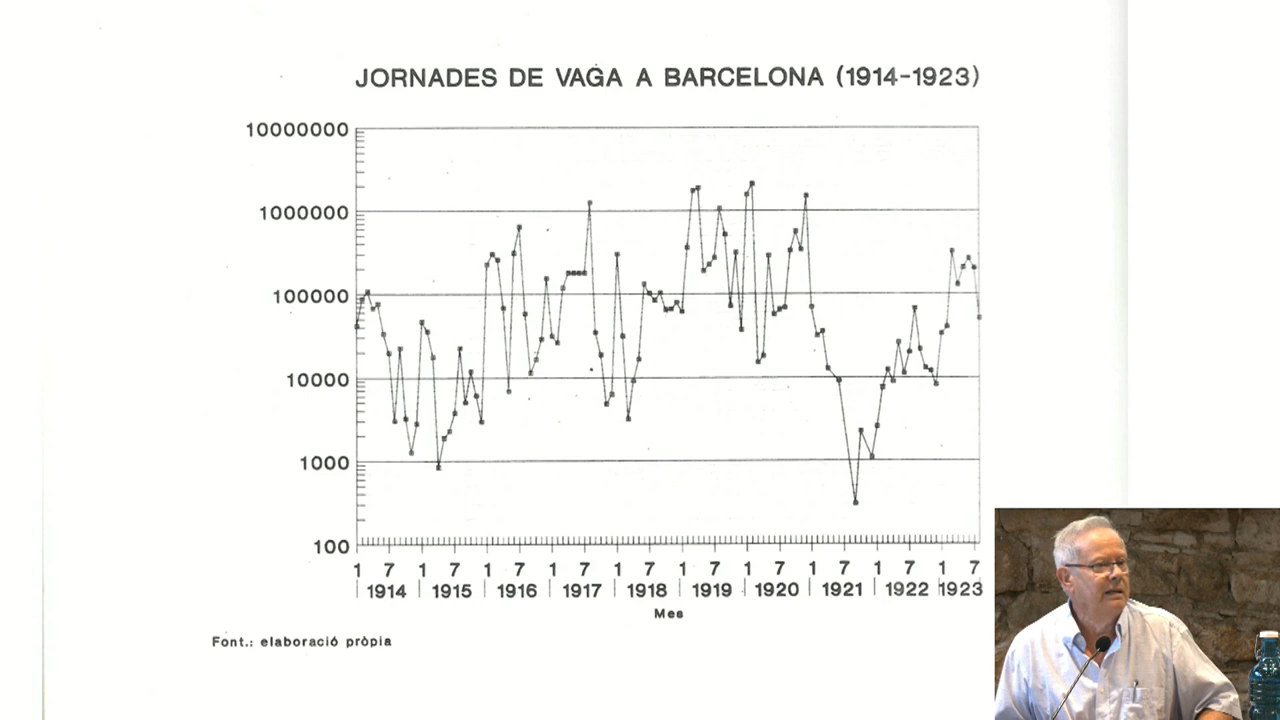 JORNADES DE VAGA A BARCELONA (1914-1923)
10000000
1000000
100000
10000
1000
100
1 7 1 7 1 7 1 7 1 7 1 7 1 7 1 7 1 7 1 7
1914 1915 1916 1917 1918 1919 1920 1921 1922 1923
Mes
Font.: elaboració pròpia